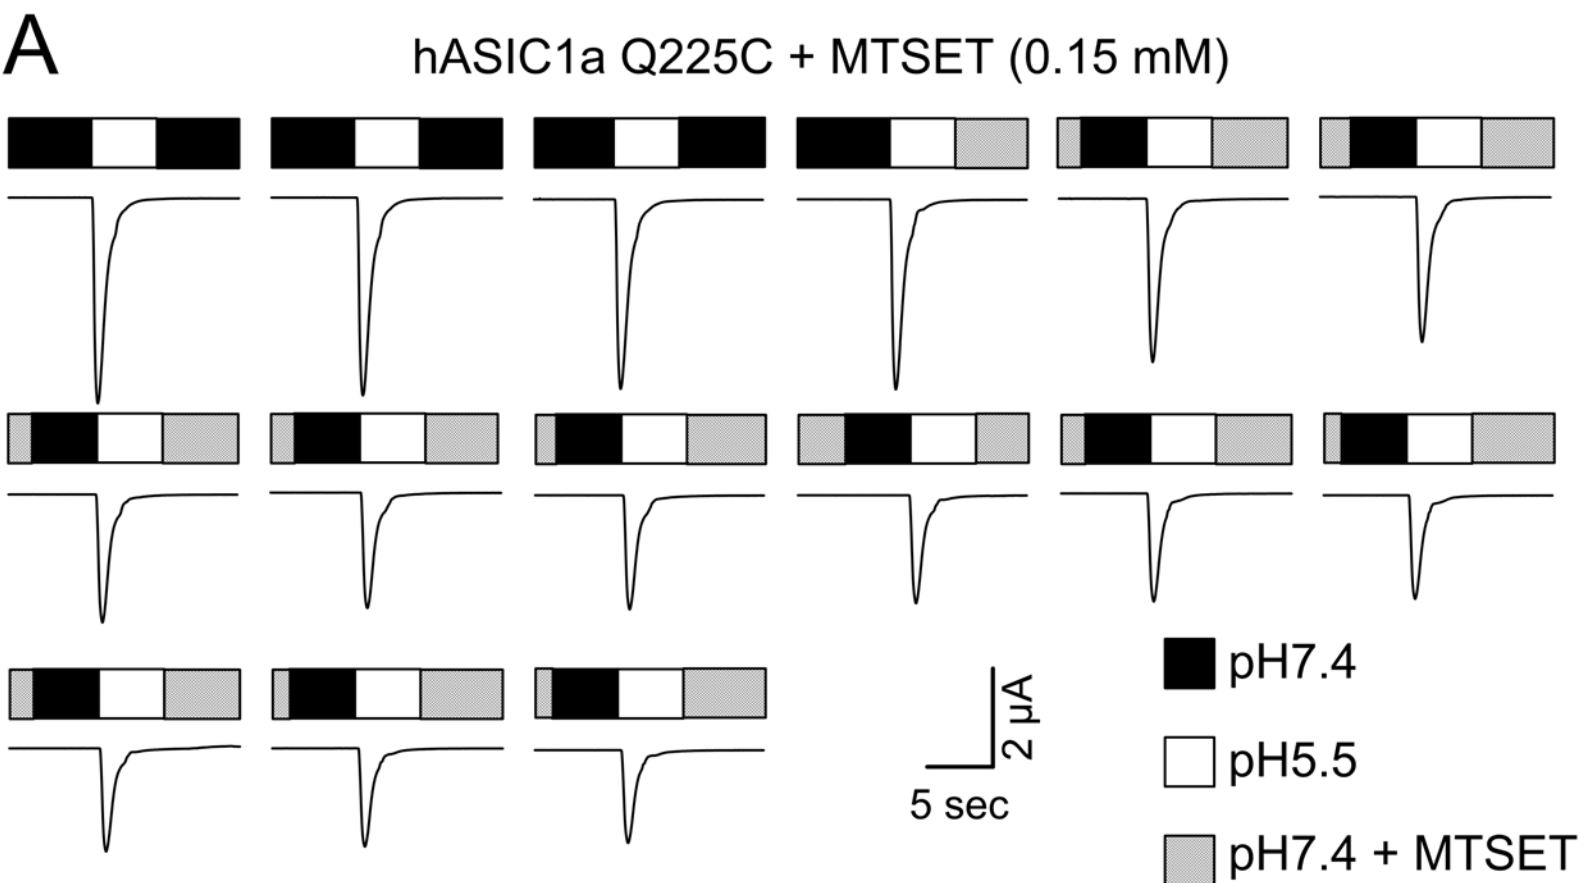 A
hASIC1a Q225C + MTSET (0.15 mM)
2 µA
5 sec
pH7.4
pH5.5
pH7.4 + MTSET